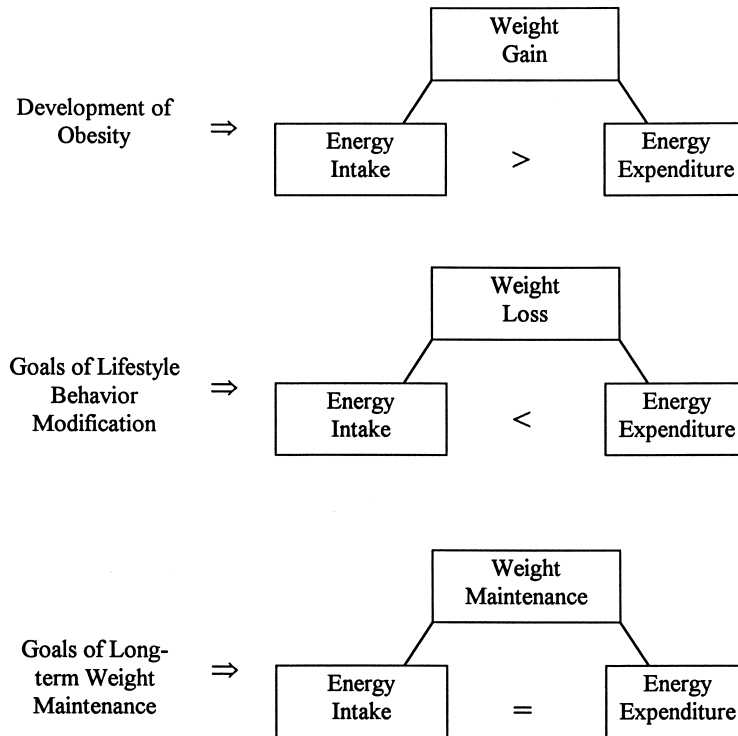 Weight
Gain
Development of
Obesity
⇒
Energy
Intake
>
Energy
Expenditure
Weight
Loss
Goals of Lifestyle
Behavior
Modification
⇒
Energy
Intake
<
Energy
Expenditure
Weight
Maintenance
Goals of Long-
term Weight
Maintenance
⇒
Energy
Intake
=
Energy
Expenditure